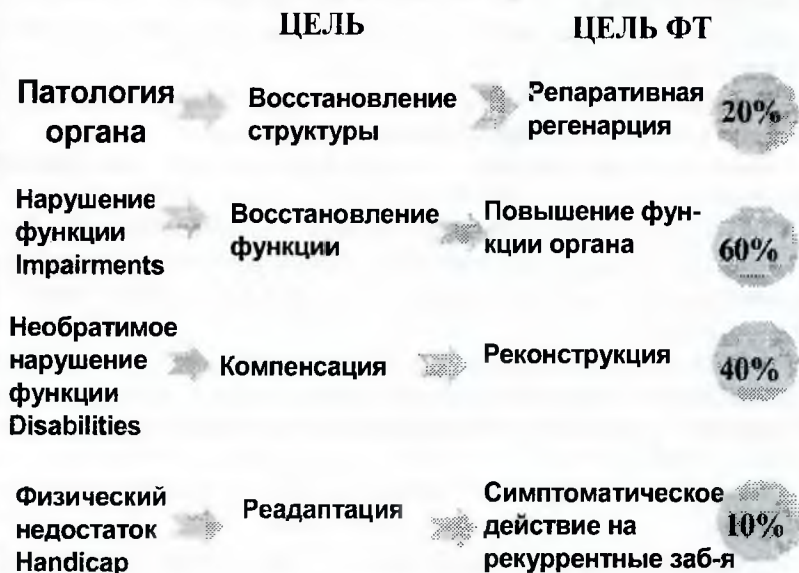 ЦЕЛЬ ЦЕЛЬ ФТ
Патология
органа
Восстановление
структуры
Репаративная
регенарция
20%
Нарушение
функции
Impairments
Восстановление
функции
Повышение фун-
кции органа
60%
Необратимое
нарушение
функции
Disabilities
Компенсация
Реконструкция
40%
Физический
недостаток
Handicap
Реадаптация
Симптоматическое
действие на
рекуррентные заб-я
10%